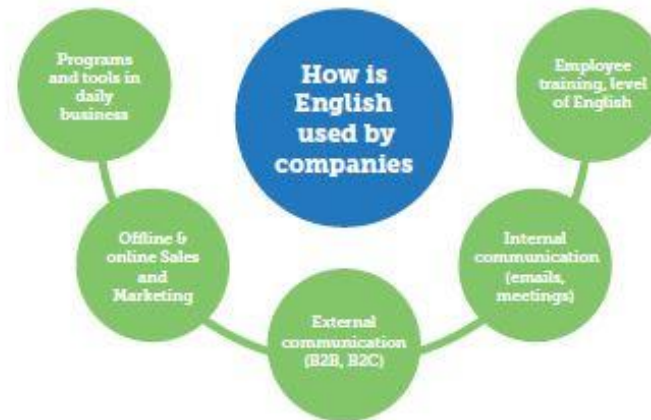 Programs
and tools in
daily
business
How is
English
used by
companies
Employee
training, level
of English
Offline &
online Sales
and
Marketing
Internal
communication
(emails,
meetings)
External
communication
(B2B, B2C)